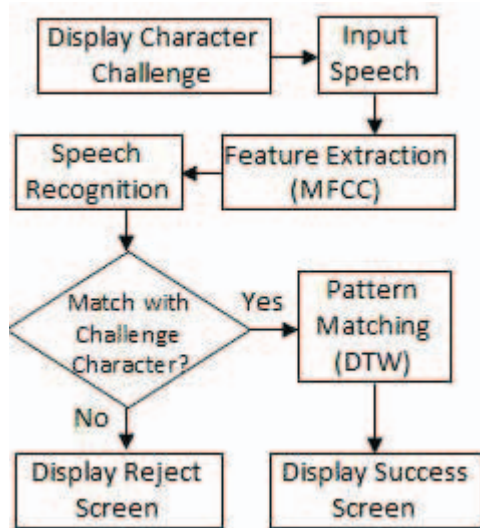 Display Character
Challenge
Input
Speech
Speech
Recognition
Feature Extraction
(MFCC)
Match with
Challenge
Character?
Yes
Pattern
Matching
(DTW)
No
Display Reject
Screen
Display Success
Screen